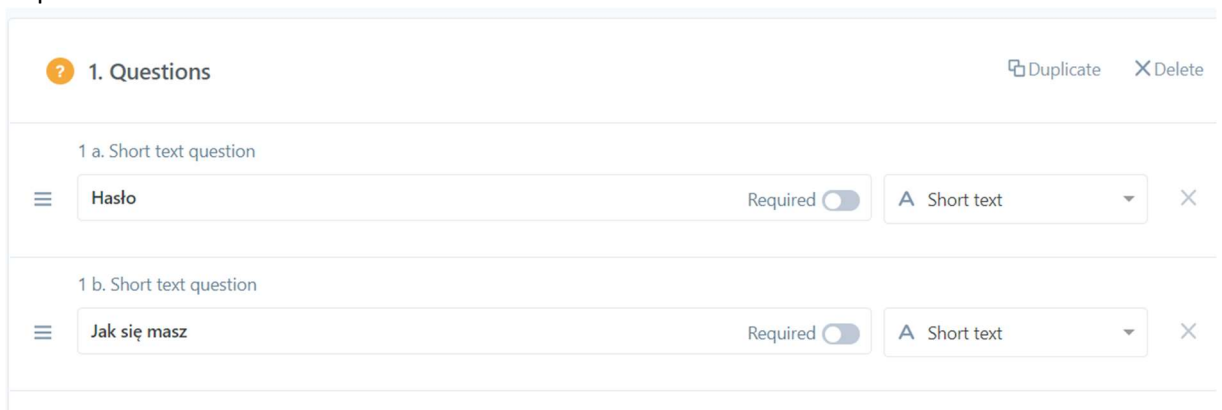 1. Questions
Duplicate
Delete
1 a. Short text question
Hasło
Required
Short text
1 b. Short text question
Jak się masz
Required
Short text